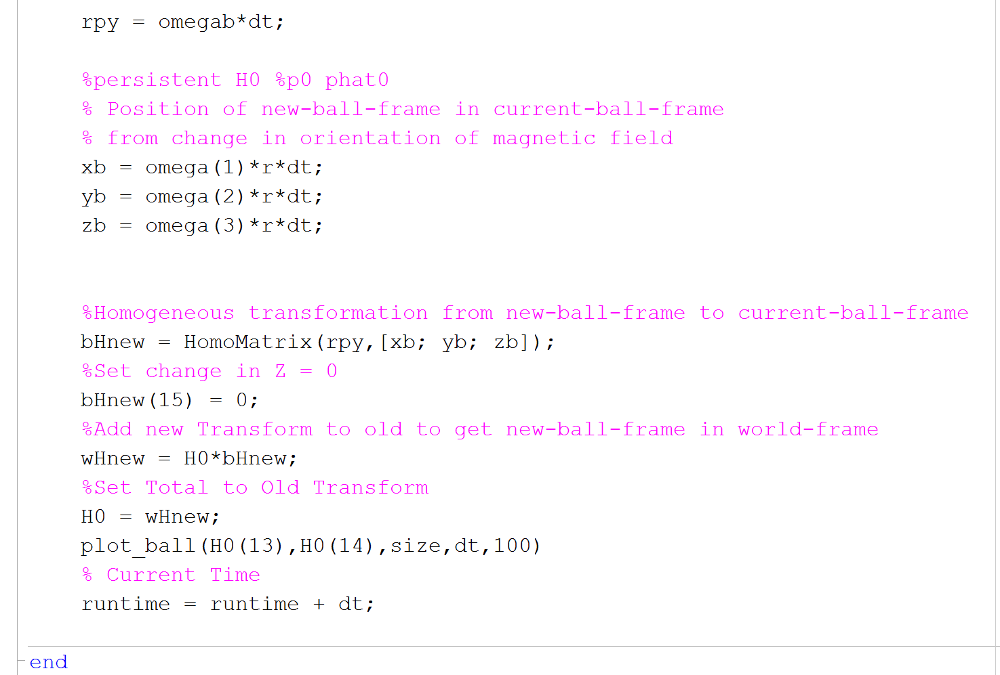 rpy = omegab*dt;
%persistent H0 %p0 phat0
% Position of new-ball-frame in current-ball-frame
% from change in orientation of magnetic field
xb = omega(1)*r*dt;
yb = omega(2)*r*dt;
zb = omega(3)*r*dt;
%Homogeneous transformation from new-ball-frame to current-ball-frame
bHnew = HomoMatrix(rpy,[xb; yb; zb]);
%Set change in Z = 0
bHnew(15) = 0;
%Add new Transform to old to get new-ball-frame in world-frame
wHnew = H0*bHnew;
%Set Total to Old Transform
H0 = wHnew;
plot_ball(H0(13),H0(14),size,dt,100)
% Current Time
runtime = runtime + dt;
end